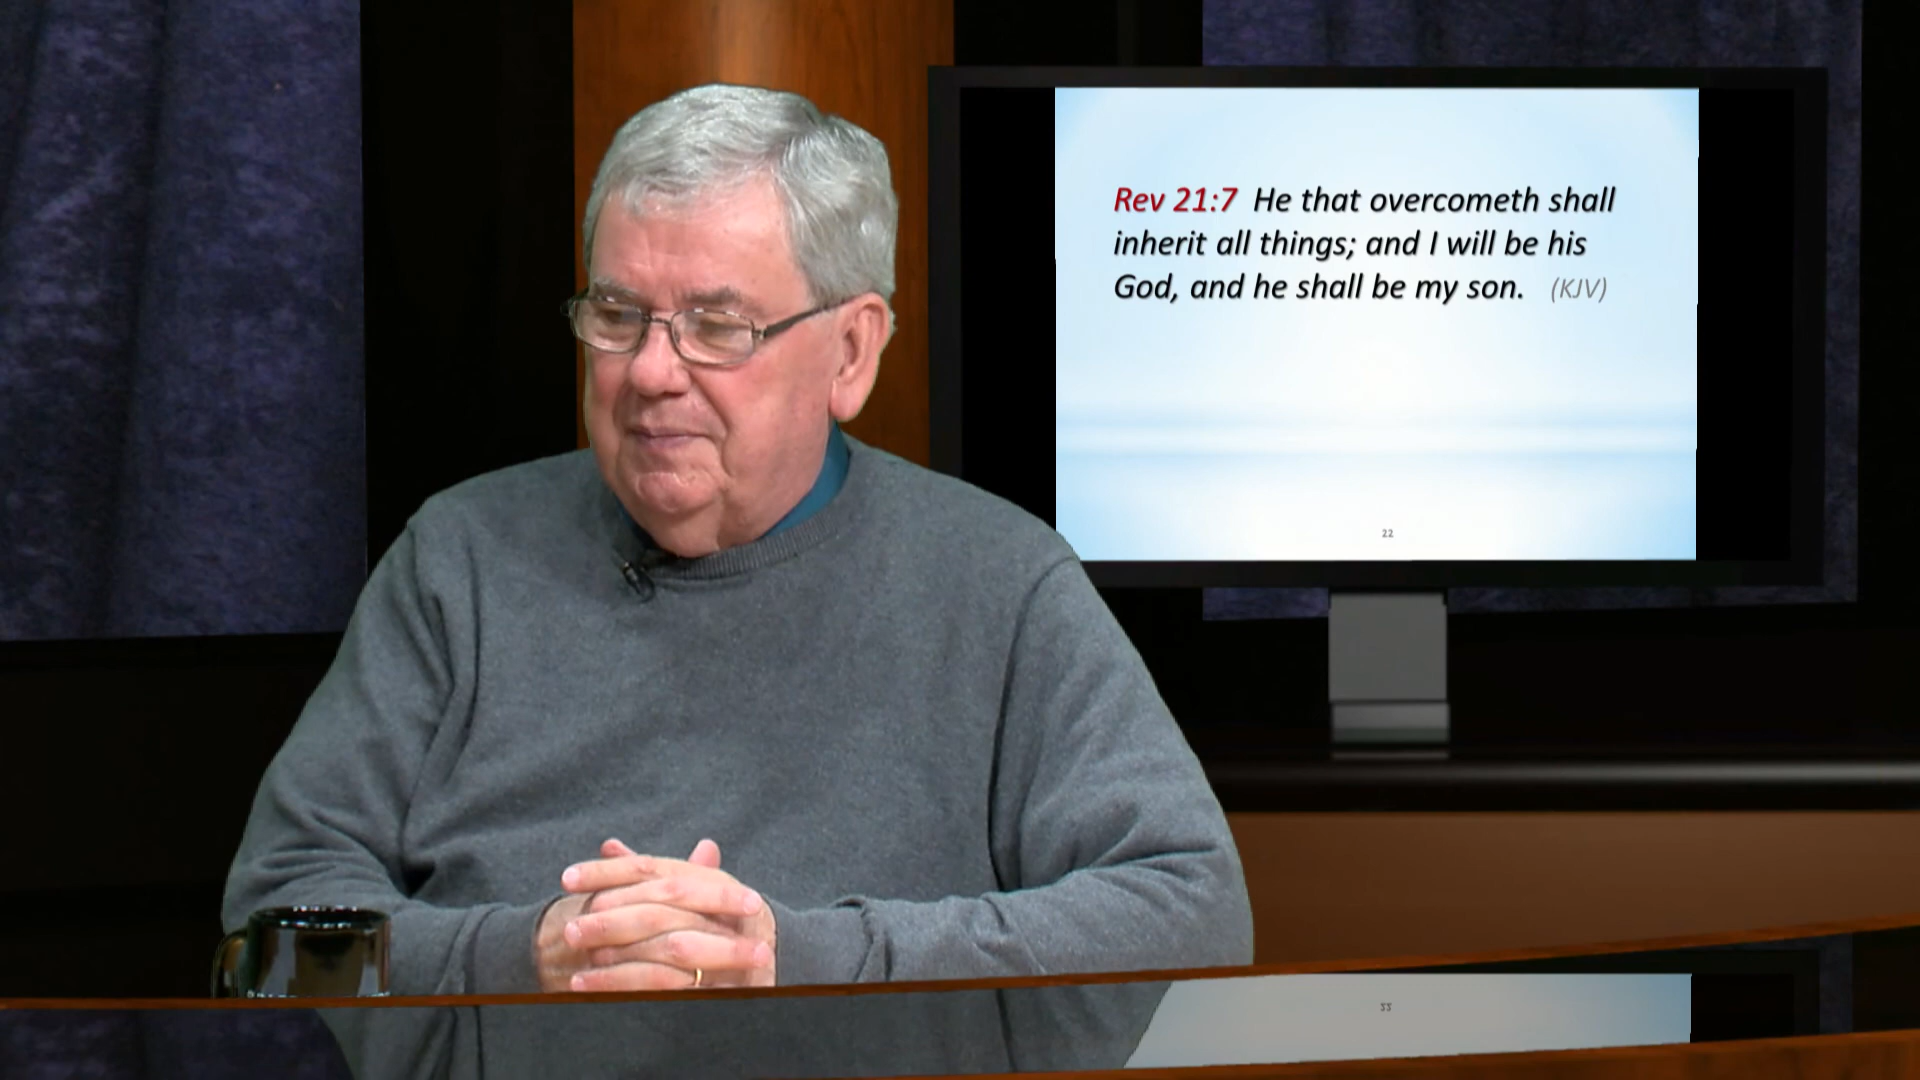 Rev 21:7 He that overcometh shall
inherit all things; and I will be his
God, and he shall be my son. (KJV)
22
22